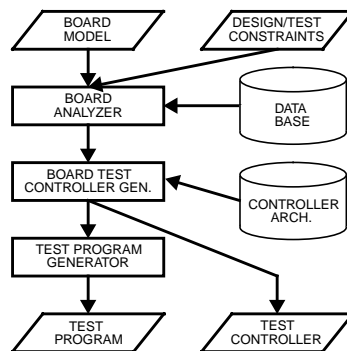 BOARD
MODEL
DESIGN/TEST
CONSTRAINTS
BOARD
ANALYZER
DATA
BASE
BOARD TEST
CONTROLLER GEN.
CONTROLLER
ARCH.
TEST PROGRAM
GENERATOR
TEST
PROGRAM
TEST
CONTROLLER